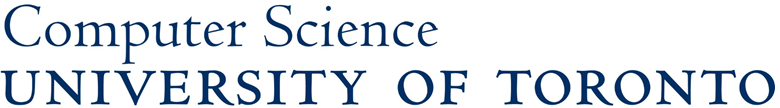 Computer Science
UNIVERSITY OF TORONTO